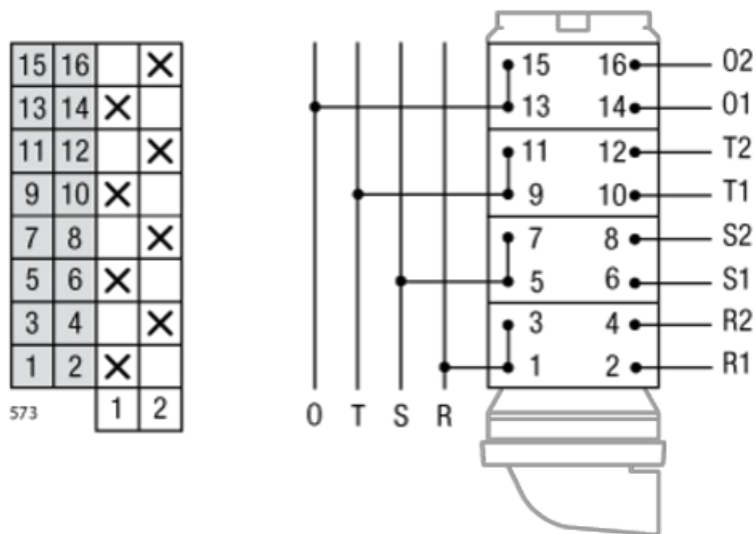 15 16 X
13 14 X
11 12 X
9 10 X
7 8 X
5 6 X
3 4 X
1 2 X
573 1 2
15 16 O2
13 14 O1
11 12 T2
9 10 T1
7 8 S2
5 6 S1
3 4 R2
1 2 R1
O T S R